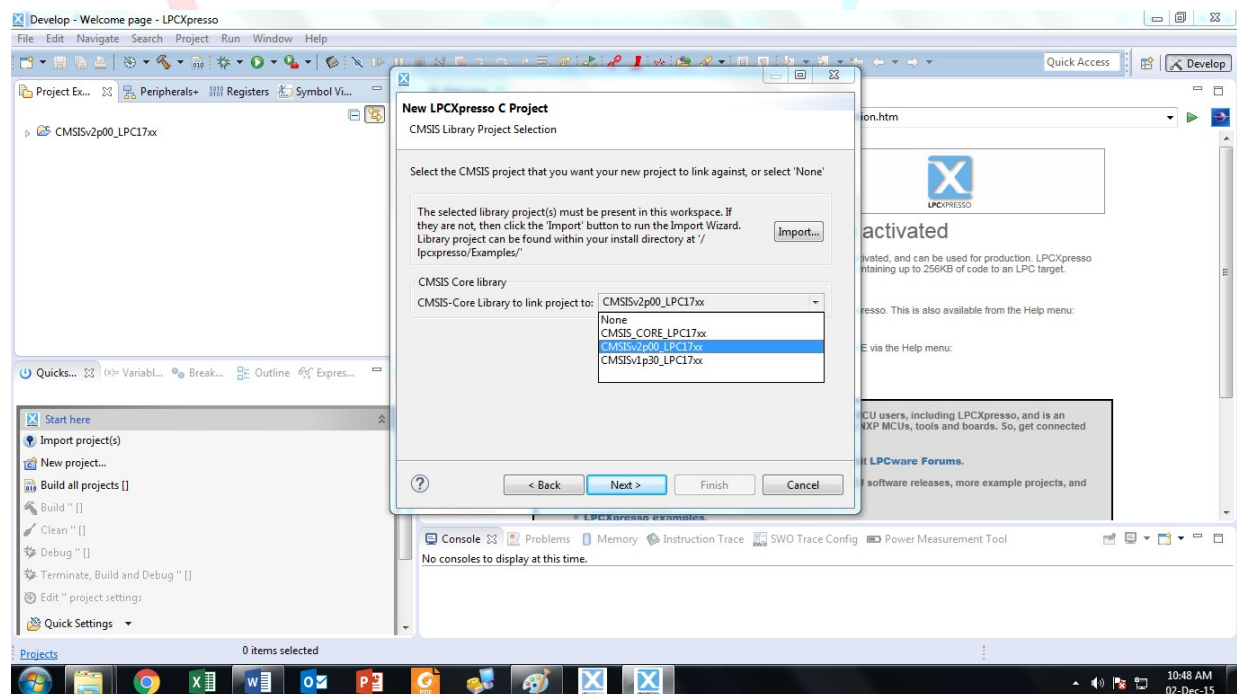 Develop - Welcome page - LPCXpresso
File Edit Navigate Search Project Run Window Help
Quick Access
Develop
Project Ex... Peripherals+ Registers Symbol Vi...
CMSISv2p00_LPC17xx
New LPCXpresso C Project
CMSIS Library Project Selection
Select the CMSIS project that you want your new project to link against, or select 'None'
The selected library project(s) must be present in this workspace. If
they are not, then click the 'Import' button to run the Import Wizard.
Library project can be found within your install directory at '/
lpcxpresso/Examples/'
Import...
CMSIS Core library
CMSIS-Core Library to link project to: CMSISv2p00_LPC17xx
None
CMSIS_CORE_LPC17xx
CMSISv2p00_LPC17xx
CMSISv1p30_LPC17xx
< Back Next > Finish Cancel
ion.htm
LPCXPRESSO
activated
ivated, and can be used for production. LPCXpresso
ntaining up to 256KB of code to an LPC target.
resso. This is also available from the Help menu:
E via the Help menu:
CU users, including LPCXpresso, and is an
NXP MCUs, tools and boards. So, get connected
it LPCware Forums.
software releases, more example projects, and
LPCXpresso examples.
Quicks... (x)= Variabl... Break... Outline Expres...
Start here
Import project(s)
New project...
Build all projects []
Build '' []
Clean '' []
Debug '' []
Terminate, Build and Debug '' []
Edit '' project settings
Quick Settings
Console Problems Memory Instruction Trace SWO Trace Config Power Measurement Tool
No consoles to display at this time.
Projects
0 items selected
10:48 AM
02-Dec-15